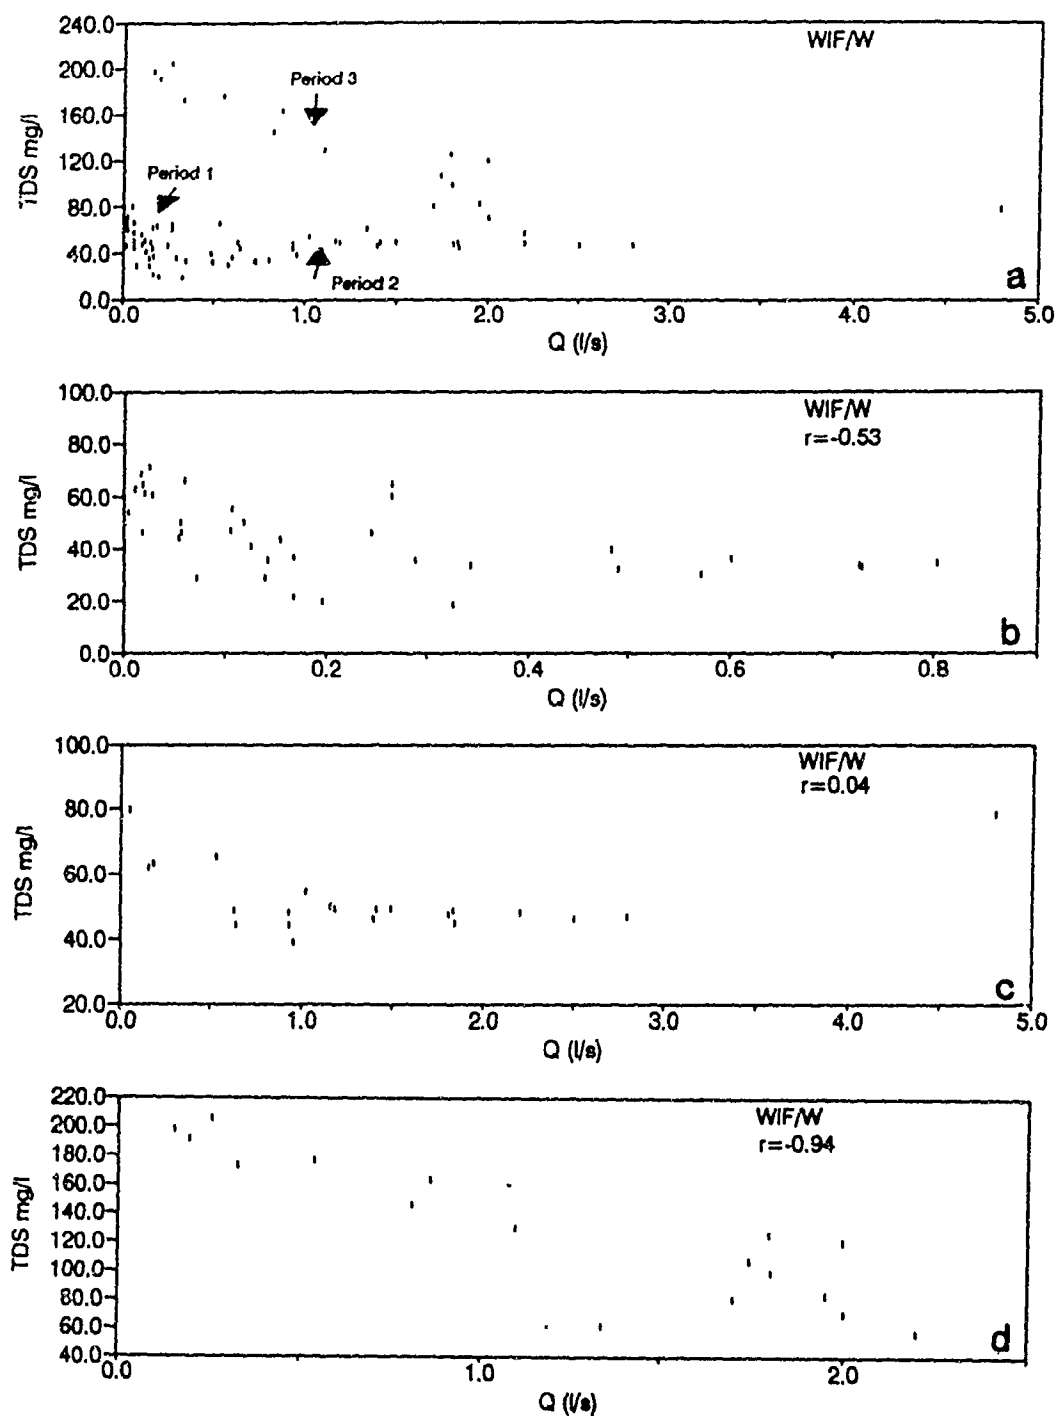 240.0
200.0
160.0
120.0
80.0
40.0
0.0
TDS mg/l
WIF/W
Period 3
Period 1
Period 2
a
0.0 1.0 2.0 3.0 4.0 5.0
Q (l/s)
100.0
80.0
60.0
40.0
20.0
0.0
TDS mg/l
WIF/W
r=-0.53
b
0.0 0.2 0.4 0.6 0.8
Q (l/s)
100.0
80.0
60.0
40.0
20.0
TDS mg/l
WIF/W
r=0.04
c
0.0 1.0 2.0 3.0 4.0 5.0
Q (l/s)
220.0
200.0
180.0
160.0
140.0
120.0
100.0
80.0
60.0
40.0
TDS mg/l
WIF/W
r=-0.94
d
0.0 1.0 2.0
Q (l/s)